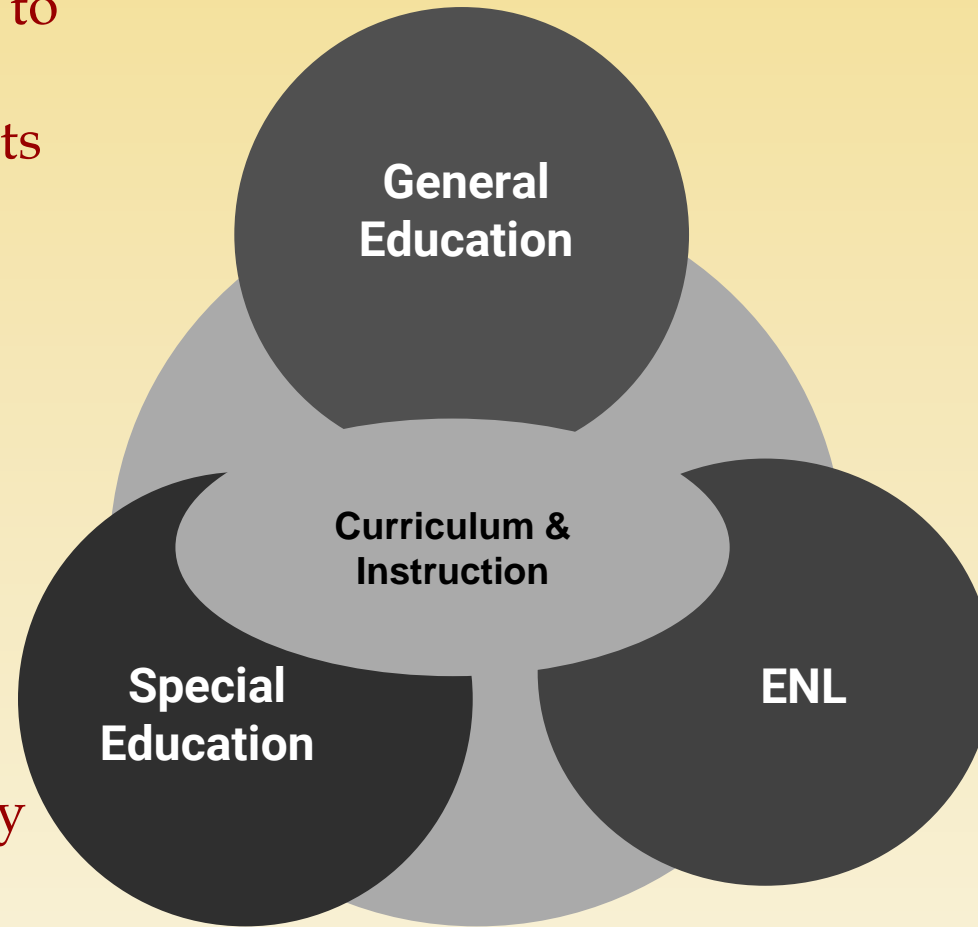 to
ts
General
Education
Curriculum &
Instruction
Special
Education
ENL
y